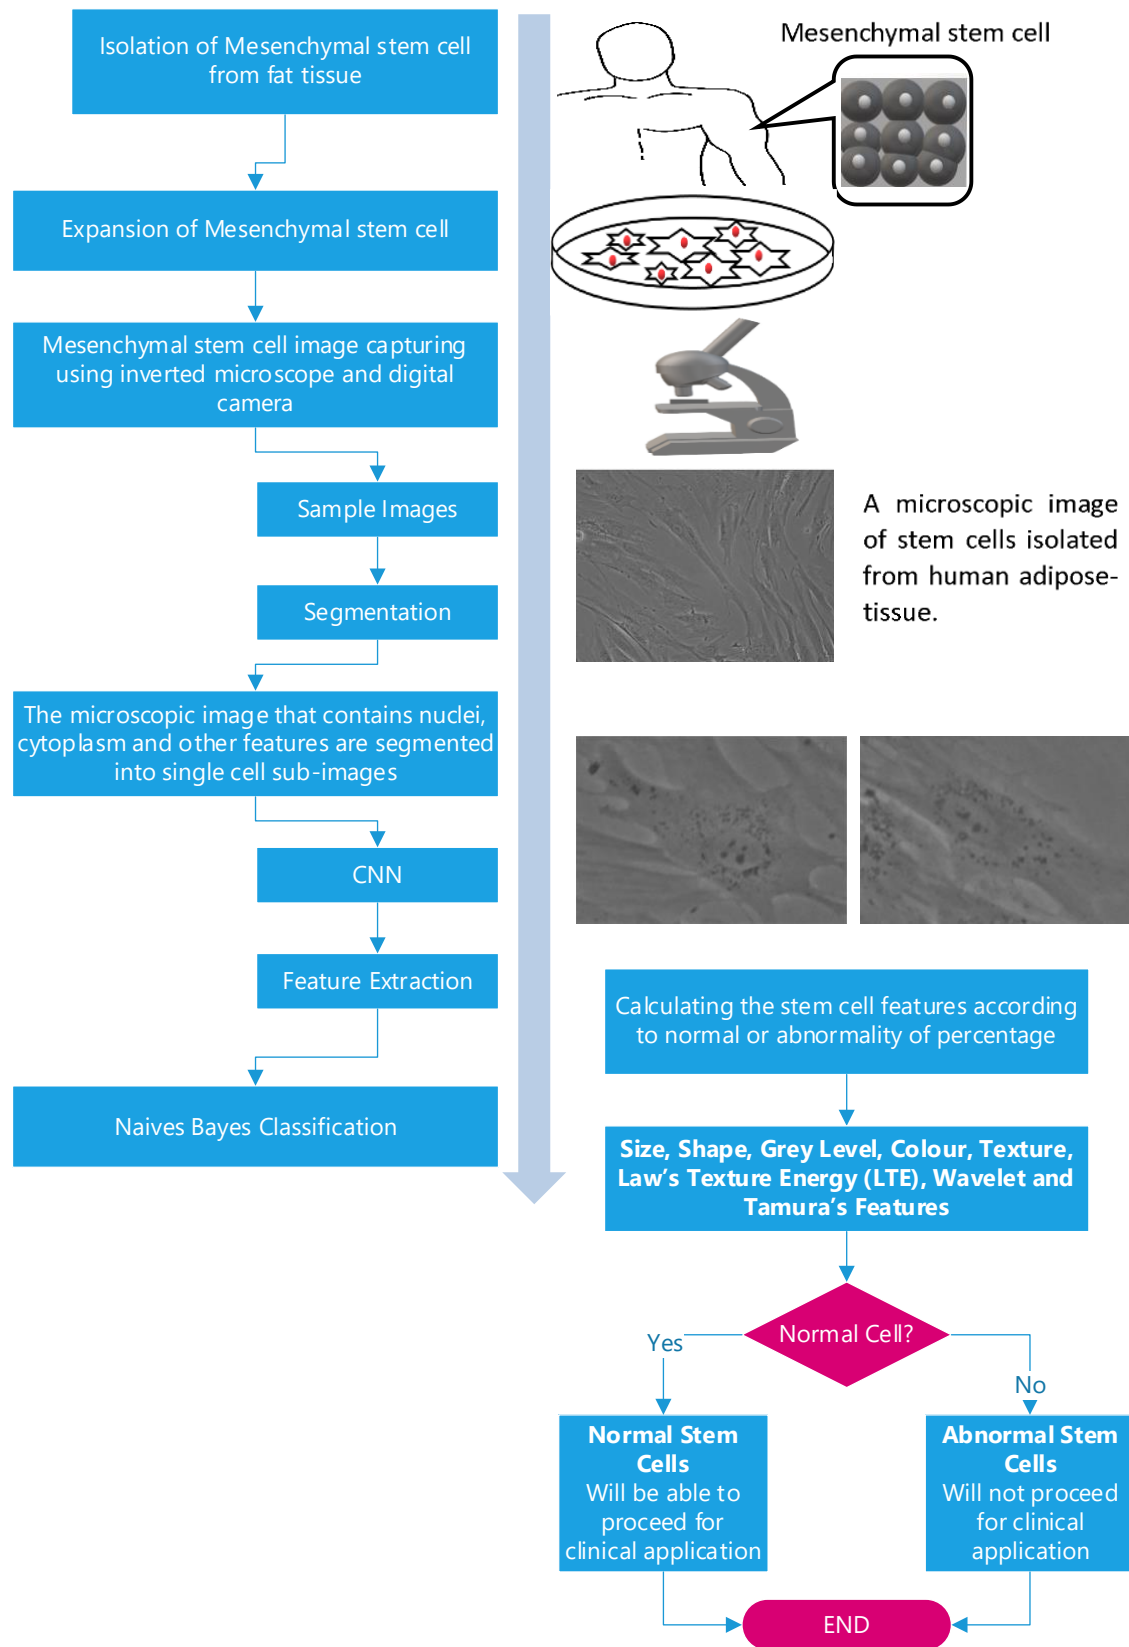 Isolation of Mesenchymal stem cell
from fat tissue
Mesenchymal stem cell
Expansion of Mesenchymal stem cell
Mesenchymal stem cell image capturing
using inverted microscope and digital
camera
Sample Images
A microscopic image
of stem cells isolated
from human adipose-
tissue.
Segmentation
The microscopic image that contains nuclei,
cytoplasm and other features are segmented
into single cell sub-images
CNN
Feature Extraction
Naives Bayes Classification
Calculating the stem cell features according
to normal or abnormality of percentage
Size, Shape, Grey Level, Colour, Texture,
Law's Texture Energy (LTE), Wavelet and
Tamura's Features
Normal Cell?
Yes
No
Normal Stem
Cells
Will be able to
proceed for
clinical application
Abnormal Stem
Cells
Will not proceed
for clinical
application
END